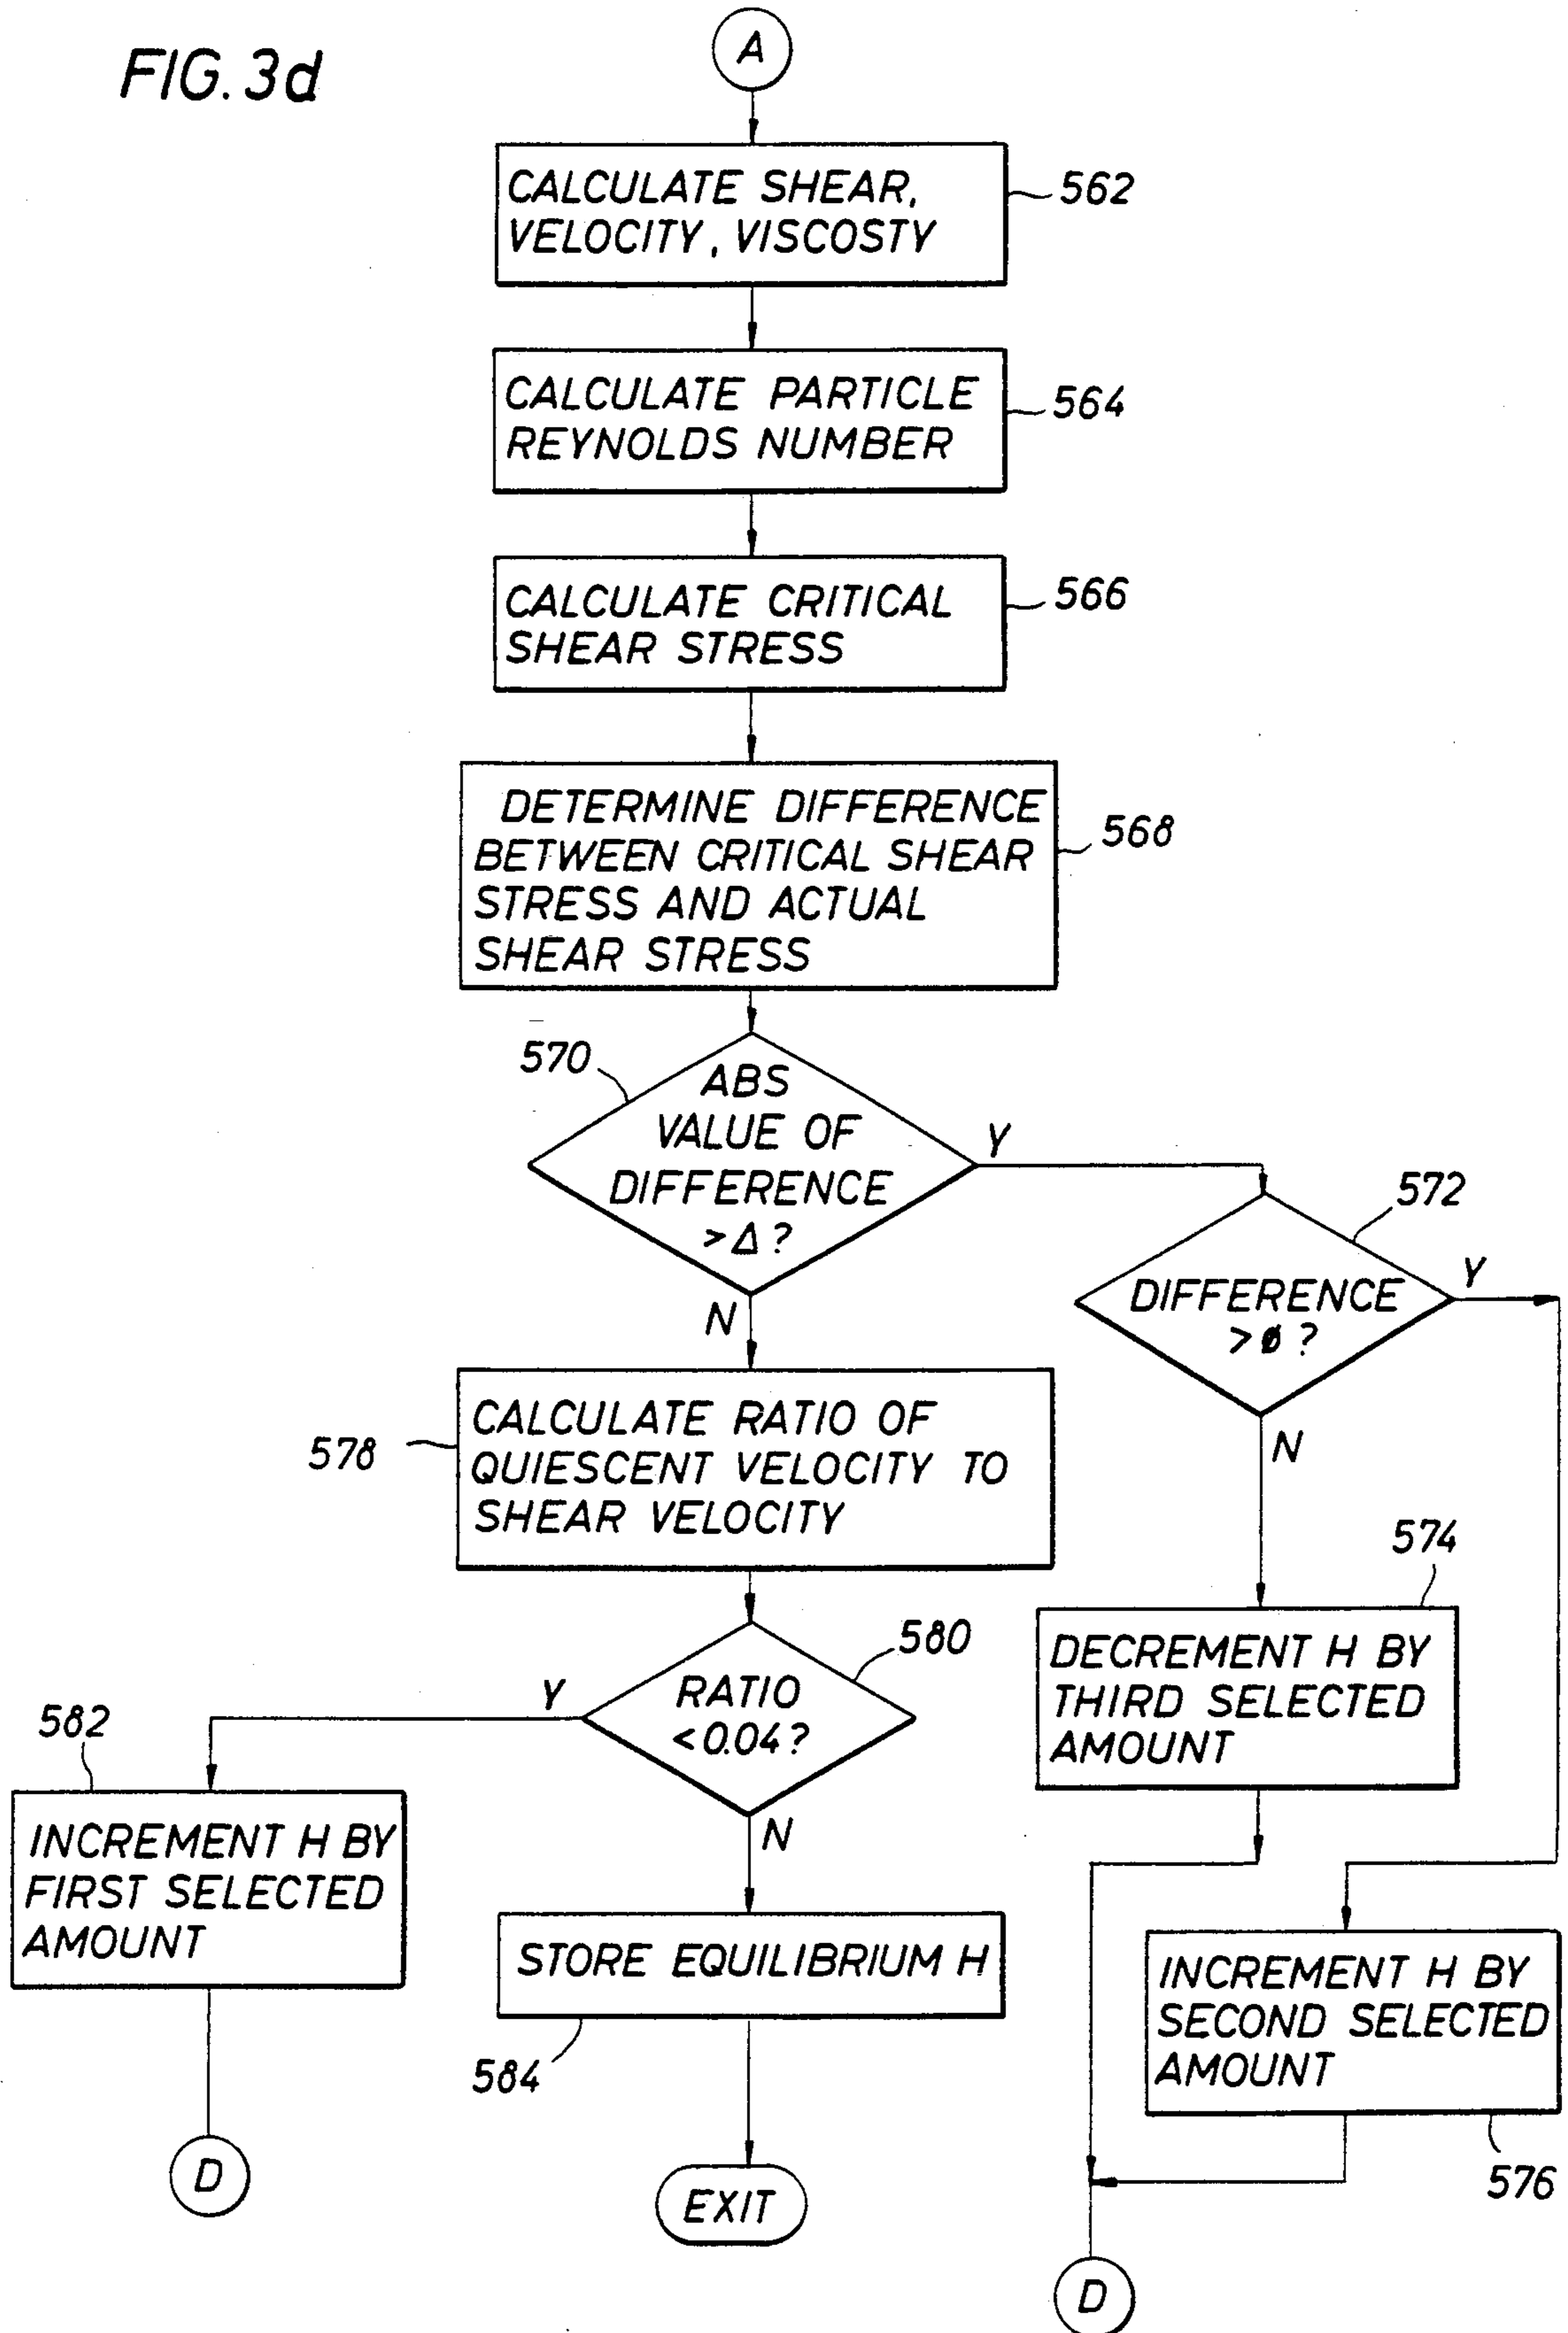 FIG. 3d
A
CALCULATE SHEAR,
VELOCITY, VISCOSTY
562
CALCULATE PARTICLE
REYNOLDS NUMBER
564
CALCULATE CRITICAL
SHEAR STRESS
566
DETERMINE DIFFERENCE
BETWEEN CRITICAL SHEAR
STRESS AND ACTUAL
SHEAR STRESS
568
570
ABS
VALUE OF
DIFFERENCE
> Δ ?
Y
N
572
DIFFERENCE
> ø ?
Y
N
578
CALCULATE RATIO OF
QUIESCENT VELOCITY TO
SHEAR VELOCITY
574
DECREMENT H BY
THIRD SELECTED
AMOUNT
580
RATIO
< 0.04 ?
Y
N
582
INCREMENT H BY
FIRST SELECTED
AMOUNT
STORE EQUILIBRIUM H
584
INCREMENT H BY
SECOND SELECTED
AMOUNT
576
D
EXIT
D